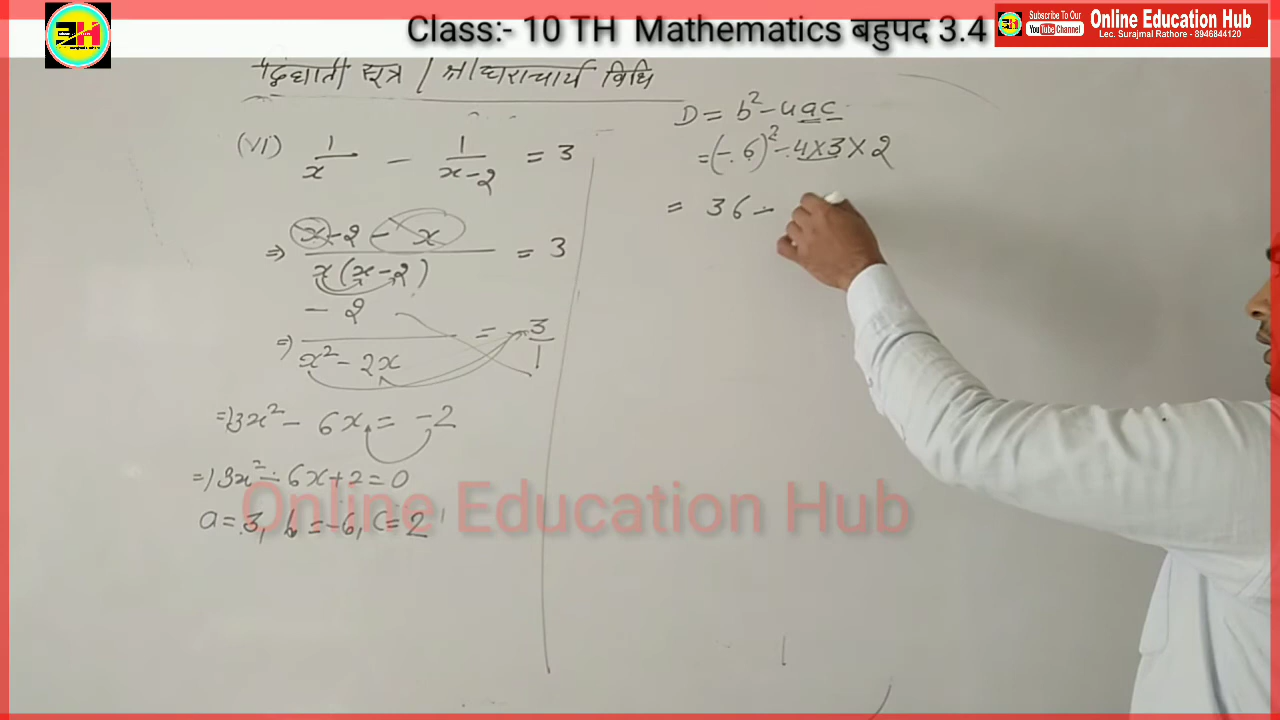 Class:- 10 TH Mathematics बहुपद 3.4
Subscribe To Our
YouTube Channel
Online Education Hub
Lec. Surajmal Rathore - 8946844120
द्विघाती सूत्र / श्रीधराचार्य विधि
(vi) 1/x - 1/(x-2) = 3
⇒ (x-2-x)/(x(x-2)) = 3
⇒ -2/(x²-2x) = 3/1
⇒ 3x² - 6x = -2
⇒ 3x² - 6x + 2 = 0
a = 3, b = -6, c = 2
D = b² - 4ac
= (-6)² - 4×3×2
= 36 -
Online Education Hub